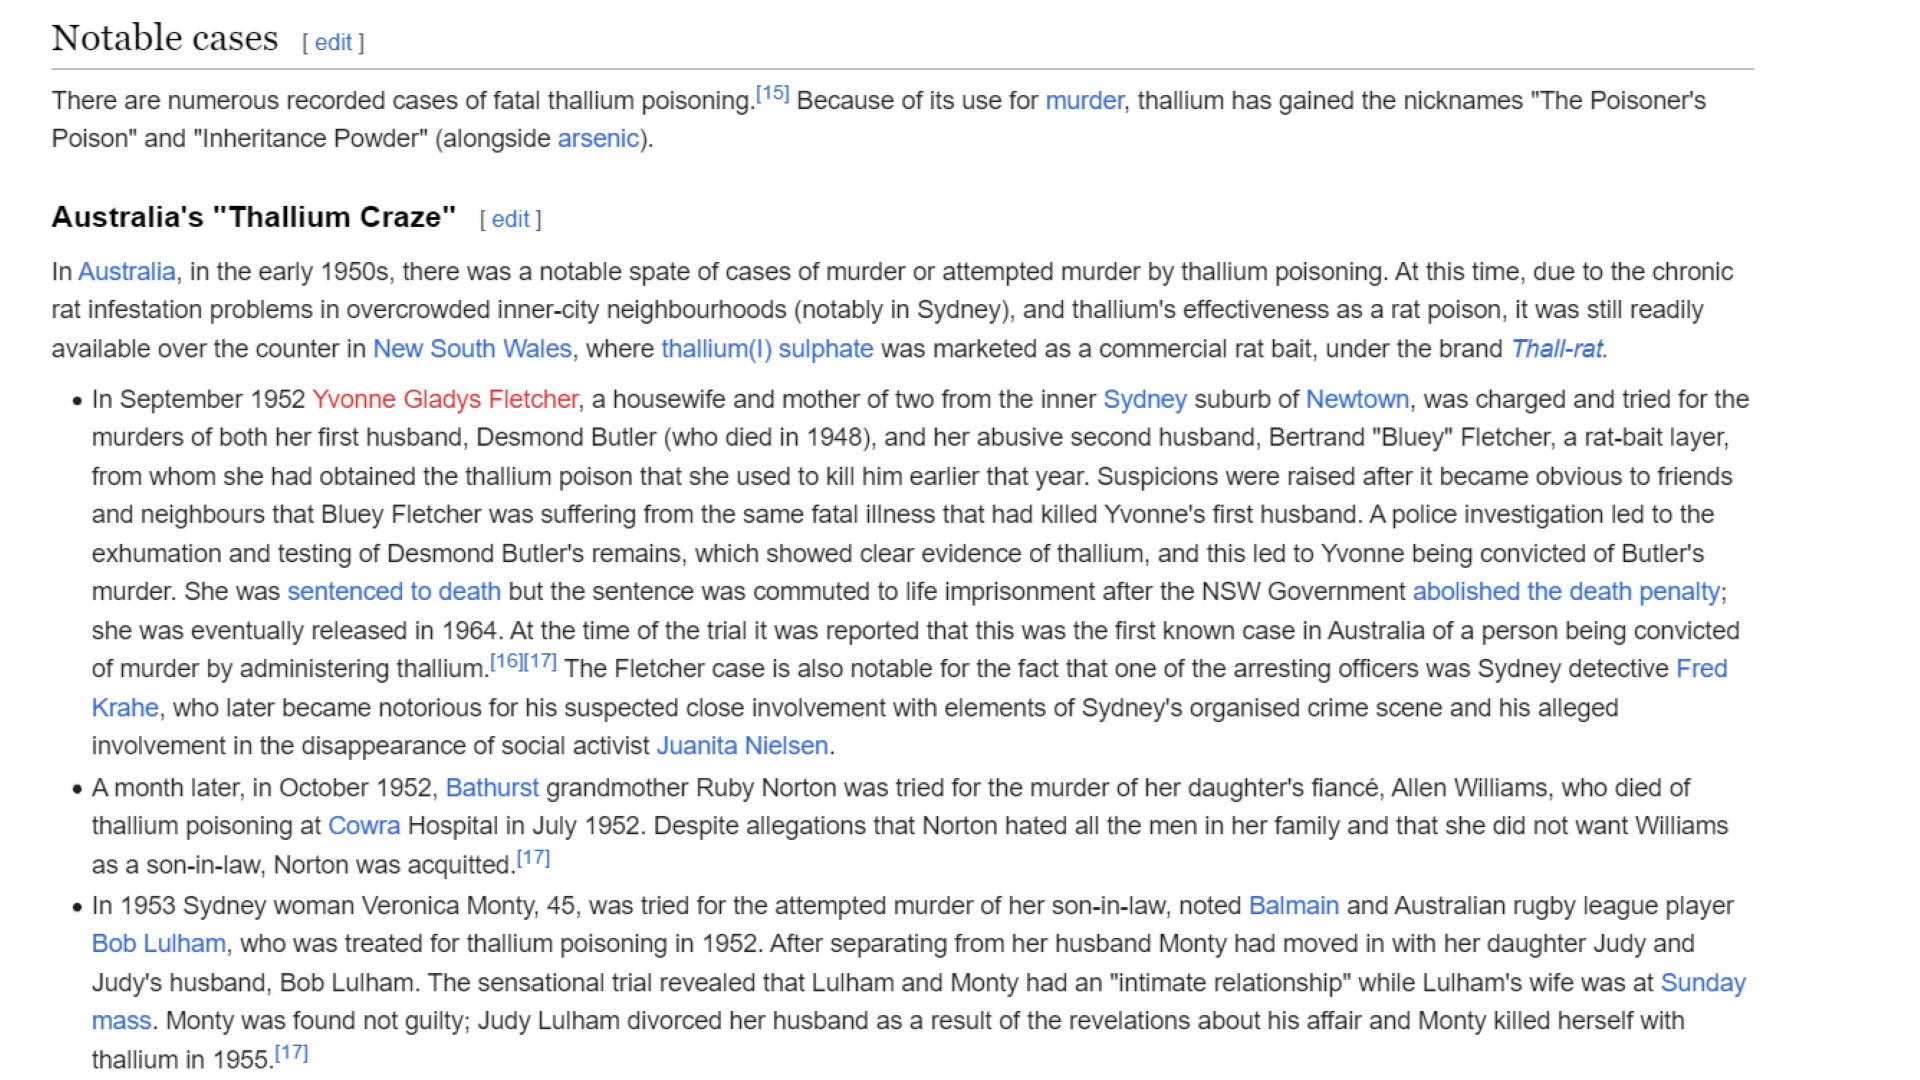 Notable cases [ edit ]
There are numerous recorded cases of fatal thallium poisoning.[15] Because of its use for murder, thallium has gained the nicknames "The Poisoner's
Poison" and "Inheritance Powder" (alongside arsenic).
Australia's "Thallium Craze" [ edit ]
In Australia, in the early 1950s, there was a notable spate of cases of murder or attempted murder by thallium poisoning. At this time, due to the chronic
rat infestation problems in overcrowded inner-city neighbourhoods (notably in Sydney), and thallium's effectiveness as a rat poison, it was still readily
available over the counter in New South Wales, where thallium(I) sulphate was marketed as a commercial rat bait, under the brand Thall-rat.
• In September 1952 Yvonne Gladys Fletcher, a housewife and mother of two from the inner Sydney suburb of Newtown, was charged and tried for the
murders of both her first husband, Desmond Butler (who died in 1948), and her abusive second husband, Bertrand "Bluey" Fletcher, a rat-bait layer,
from whom she had obtained the thallium poison that she used to kill him earlier that year. Suspicions were raised after it became obvious to friends
and neighbours that Bluey Fletcher was suffering from the same fatal illness that had killed Yvonne's first husband. A police investigation led to the
exhumation and testing of Desmond Butler's remains, which showed clear evidence of thallium, and this led to Yvonne being convicted of Butler's
murder. She was sentenced to death but the sentence was commuted to life imprisonment after the NSW Government abolished the death penalty;
she was eventually released in 1964. At the time of the trial it was reported that this was the first known case in Australia of a person being convicted
of murder by administering thallium.[16][17] The Fletcher case is also notable for the fact that one of the arresting officers was Sydney detective Fred
Krahe, who later became notorious for his suspected close involvement with elements of Sydney's organised crime scene and his alleged
involvement in the disappearance of social activist Juanita Nielsen.
• A month later, in October 1952, Bathurst grandmother Ruby Norton was tried for the murder of her daughter's fiancé, Allen Williams, who died of
thallium poisoning at Cowra Hospital in July 1952. Despite allegations that Norton hated all the men in her family and that she did not want Williams
as a son-in-law, Norton was acquitted.[17]
• In 1953 Sydney woman Veronica Monty, 45, was tried for the attempted murder of her son-in-law, noted Balmain and Australian rugby league player
Bob Lulham, who was treated for thallium poisoning in 1952. After separating from her husband Monty had moved in with her daughter Judy and
Judy's husband, Bob Lulham. The sensational trial revealed that Lulham and Monty had an "intimate relationship" while Lulham's wife was at Sunday
mass. Monty was found not guilty; Judy Lulham divorced her husband as a result of the revelations about his affair and Monty killed herself with
thallium in 1955.[17]